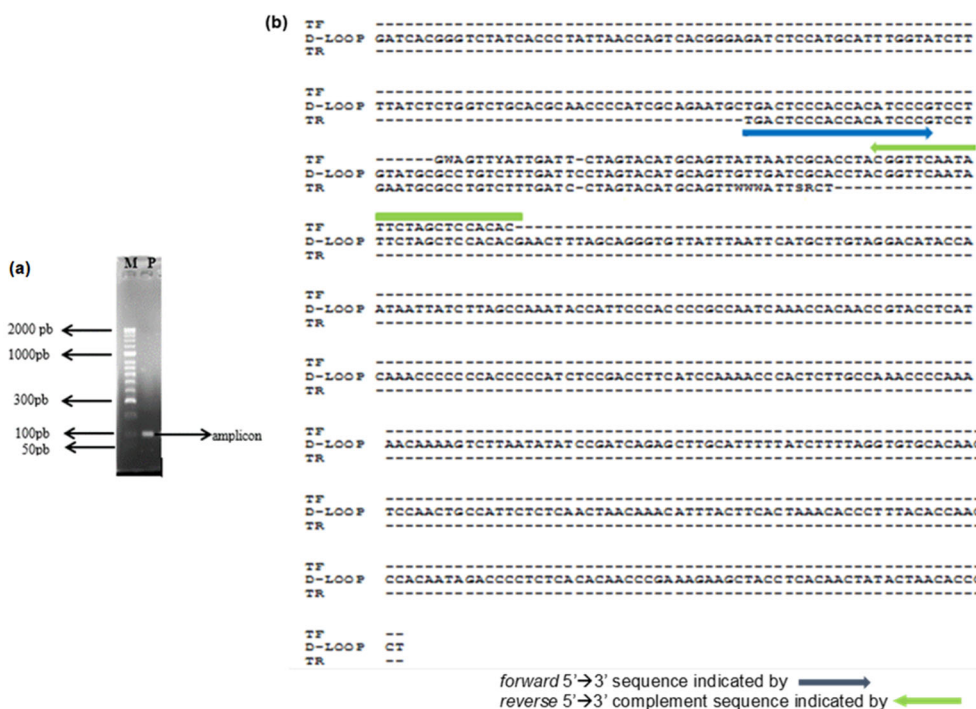 (a)
M P
2000 pb
1000pb
300pb
100pb
50pb
amplicon
(b)
TF ------------------------------------------------------------
D-LOOP GATCACGGGTCTATCACCCTATTAACCAGTCACGGGAGATCTCCATGCATTTGGTATCTT
TR ------------------------------------------------------------
TF ------------------------------------------------------------
D-LOOP TTATCTCTGGTCTGCACGCAACCCCATCGCAGAATGCTGACTCCCACCACATCCCGTCCT
TR -------------------------------------TGACTCCCACCACATCCCGTCCT
TF ------GWAGTTYATTGATT-CTAGTACATGCAGTTATTAATCGCACCTACGGTTCAATA
D-LOOP GTATGCGCCTGTCTTTGATTCCTAGTACATGCAGTTGTTGATCGCACCTACGGTTCAATA
TR GAATGCGCCTGTCTTTGATC-CTAGTACATGCAGTTWWWATTSRCT--------------
TF TTCTAGCTCCACAC-
D-LOOP TTCTAGCTCCACACGAACTTTAGCAGGGTGTTATTTAATTCATGCTTGTAGGACATACCA
TR ------------------------------------------------------------
TF ------------------------------------------------------------
D-LOOP ATAATTATCTTAGCCAAATACCATTCCCACCCCGCCAATCAAACCACAACCGTACCTCAT
TR ------------------------------------------------------------
TF ------------------------------------------------------------
D-LOOP CAAACCCCCCCACCCCCATCTCCGACCTTCATCCAAAACCCACTCTTGCCAAACCCCAAA
TR ------------------------------------------------------------
TF ------------------------------------------------------------
D-LOOP AACAAAAGTCTTAATATATCCGATCAGAGCTTGCATTTTTATCTTTTAGGTGTGCACAAC
TR ------------------------------------------------------------
TF ------------------------------------------------------------
D-LOOP TCCAACTGCCATTCTCTCAACTAACAAACATTTACTTCACTAAACACCCTTTACACCAAC
TR ------------------------------------------------------------
TF ------------------------------------------------------------
D-LOOP CCACAATAGACCCCTCTCACACAACCCGAAAGAAGCTACCTCACAACTATACTAACACCC
TR ------------------------------------------------------------
TF --
D-LOOP CT
TR --
forward 5'→3' sequence indicated by
reverse 5'→3' complement sequence indicated by